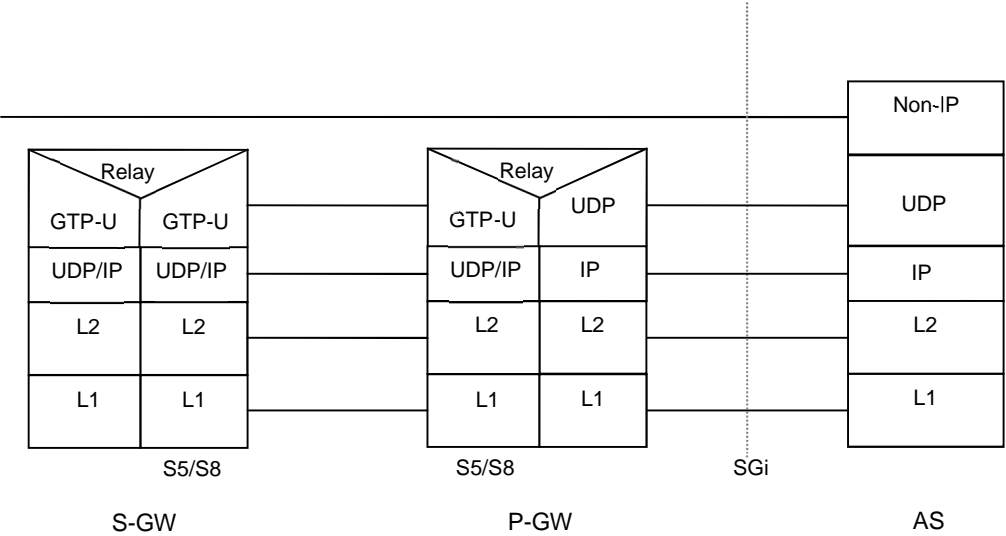 Non-IP
Relay Relay
UDP UDP
GTP-U GTP-U GTP-U
UDP/IP UDP/IP UDP/IP IP IP
L2 L2 L2 L2 L2
L1 L1 L1 L1 L1
S5/S8 S5/S8 SGi
S-GW P-GW AS